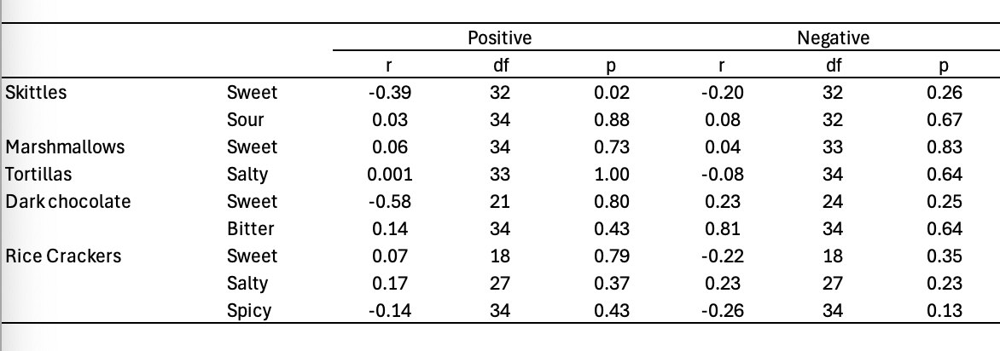 Positive Negative
r df p r df p
Skittles Sweet -0.39 32 0.02 -0.20 32 0.26
Sour 0.03 34 0.88 0.08 32 0.67
Marshmallows Sweet 0.06 34 0.73 0.04 33 0.83
Tortillas Salty 0.001 33 1.00 -0.08 34 0.64
Dark chocolate Sweet -0.58 21 0.80 0.23 24 0.25
Bitter 0.14 34 0.43 0.81 34 0.64
Rice Crackers Sweet 0.07 18 0.79 -0.22 18 0.35
Salty 0.17 27 0.37 0.23 27 0.23
Spicy -0.14 34 0.43 -0.26 34 0.13